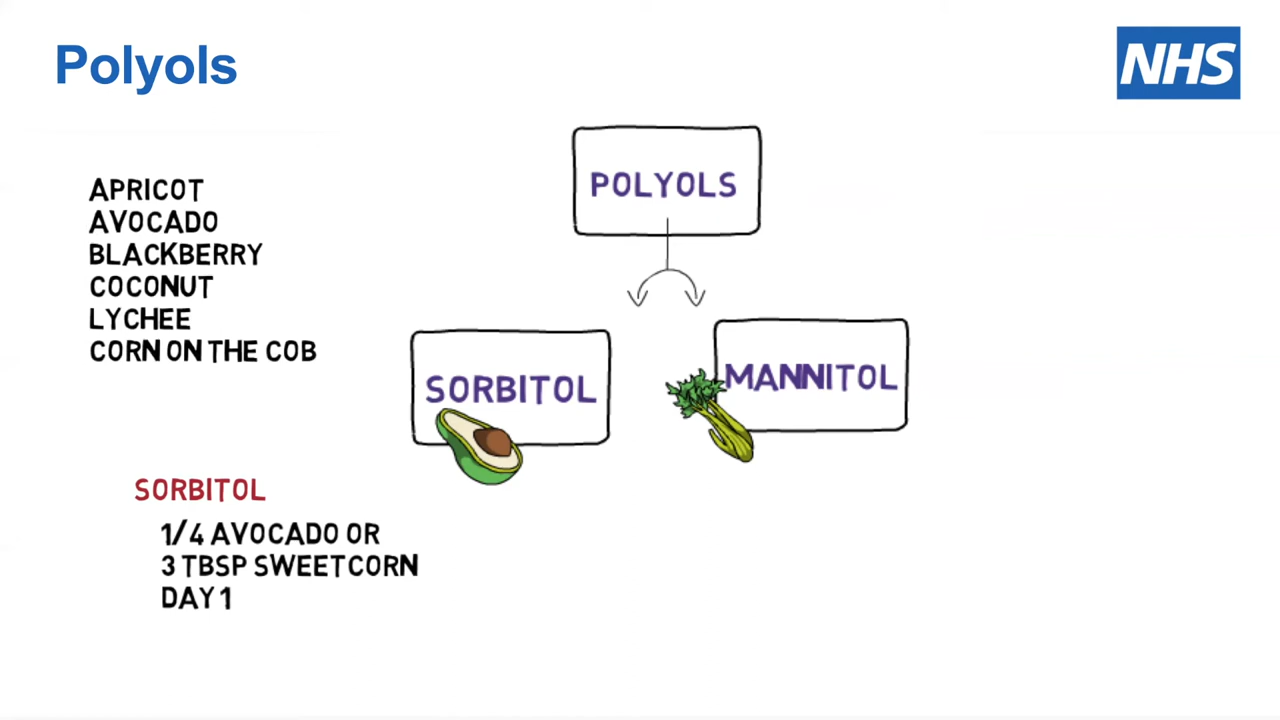 Polyols
NHS
POLYOLS
APRICOT
AVOCADO
BLACKBERRY
COCONUT
LYCHEE
CORN ON THE COB
SORBITOL
MANNITOL
SORBITOL
1/4 AVOCADO OR
3 TBSP SWEETCORN
DAY 1